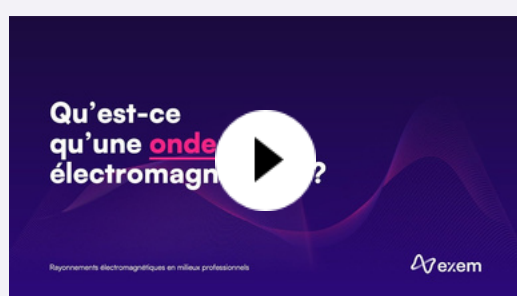 Qu'est-ce
qu'une onde
électromagn ?
Rayonnements électromagnétiques en milieux professionnels
exem